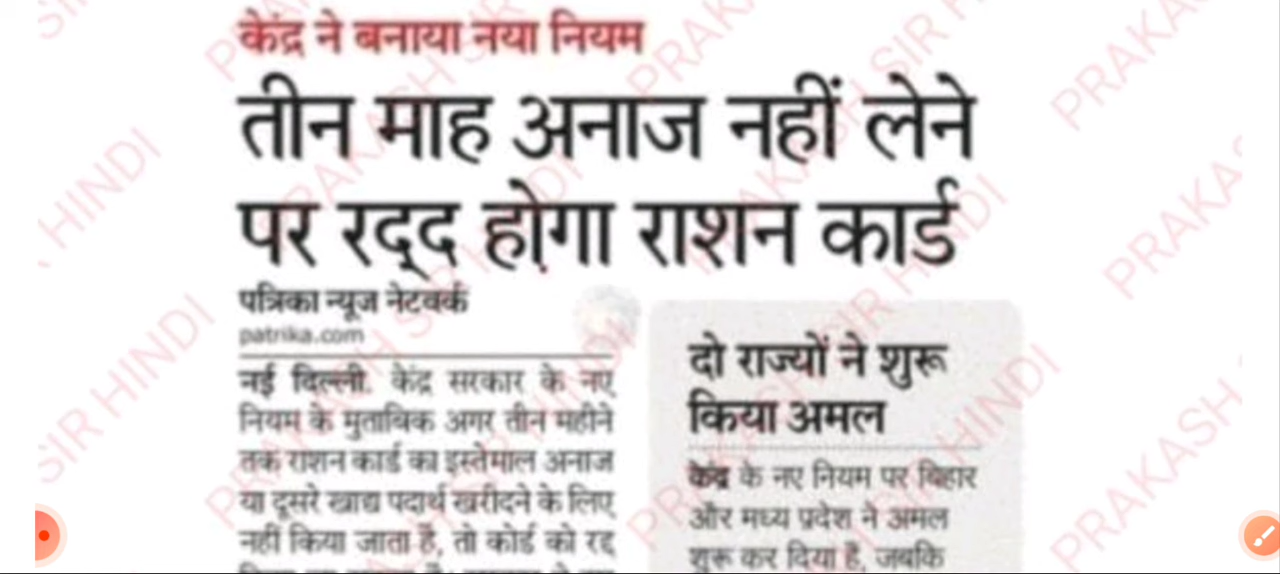 केंद्र ने बनाया नया नियम
तीन माह अनाज नहीं लेने
पर रद्द होगा राशन कार्ड
पत्रिका न्यूज नेटवर्क
patrika.com
नई दिल्ली. केंद्र सरकार के नए
नियम के मुताबिक अगर तीन महीने
तक राशन कार्ड का इस्तेमाल अनाज
या दूसरे खाद्य पदार्थ खरीदने के लिए
नहीं किया जाता है, तो कोर्ड को रद्द
दो राज्यों ने शुरू
किया अमल
केंद्र के नए नियम पर बिहार
और मध्य प्रदेश ने अमल
शुरू कर दिया है, जबकि
PRAKASH SIR HINDI